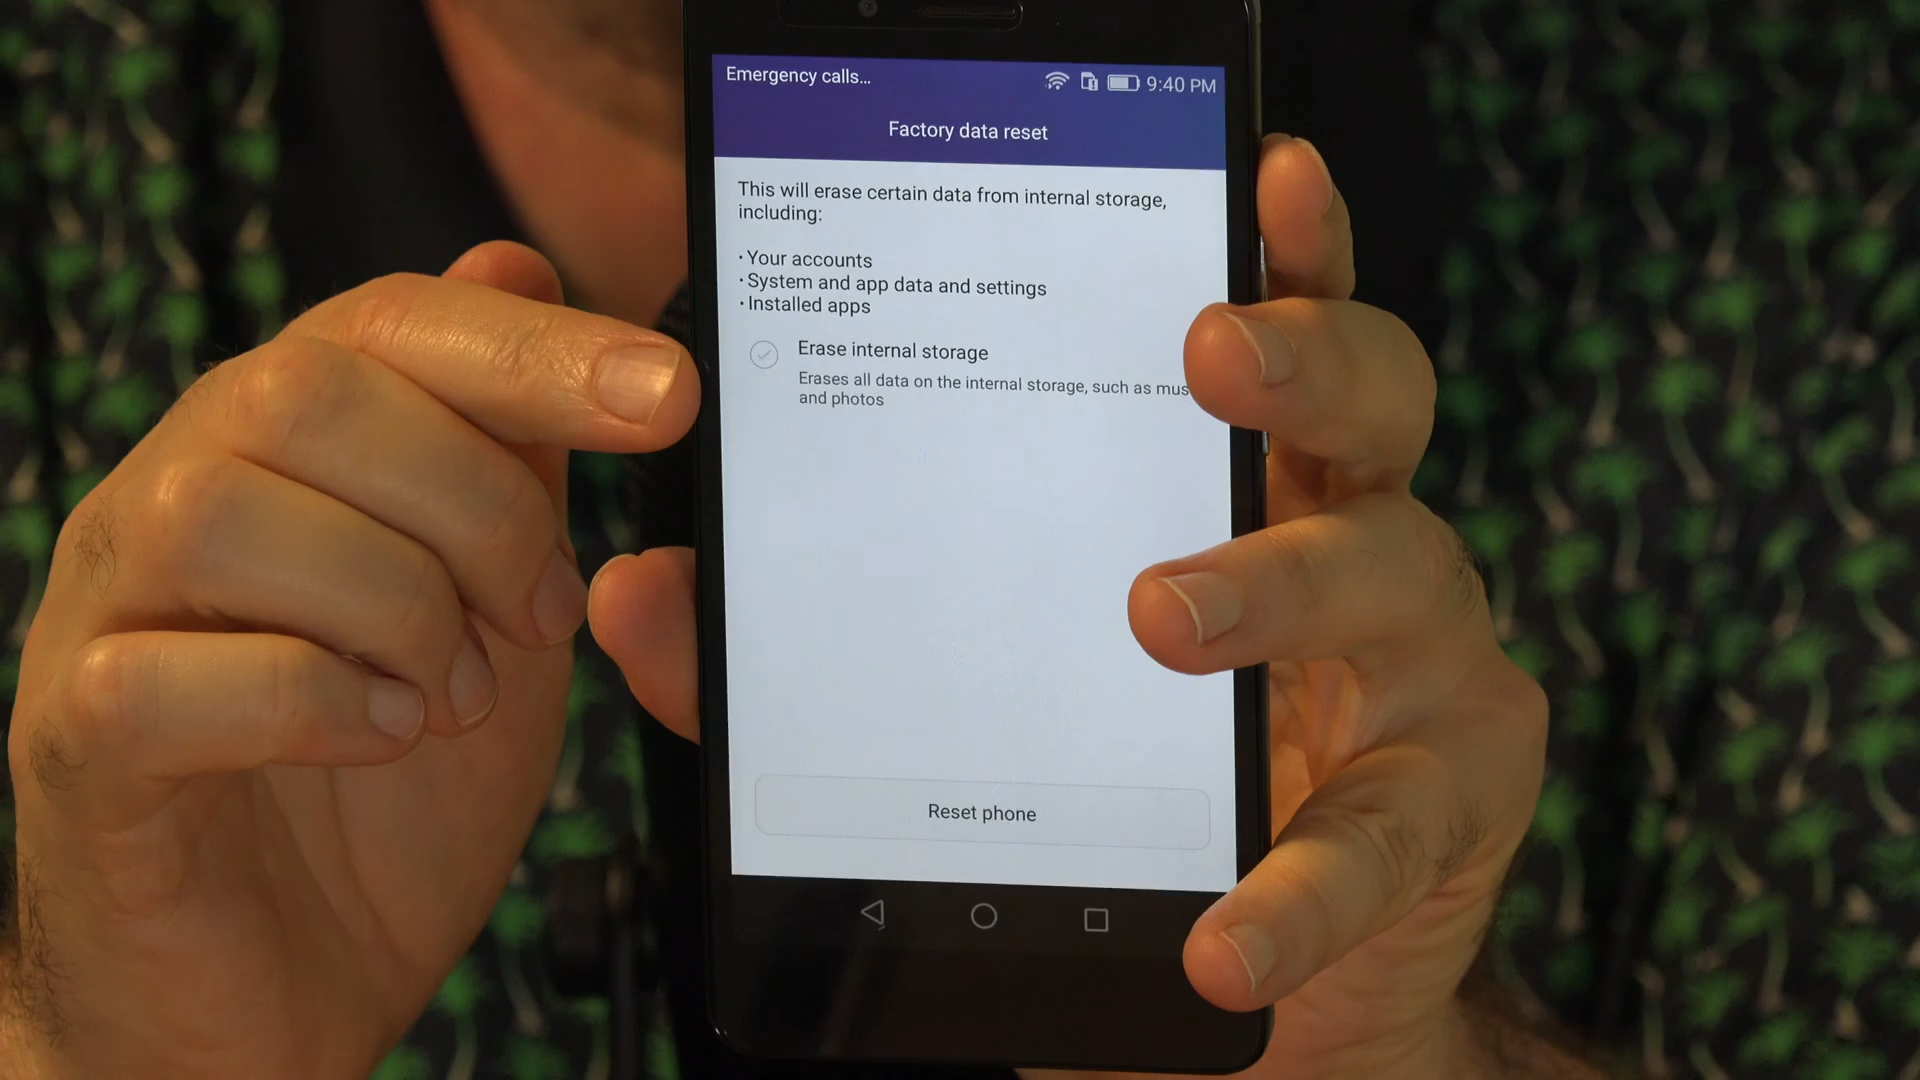 Emergency calls...
9:40 PM
Factory data reset
This will erase certain data from internal storage,
including:
· Your accounts
· System and app data and settings
· Installed apps
Erase internal storage
Erases all data on the internal storage, such as mus
and photos
Reset phone